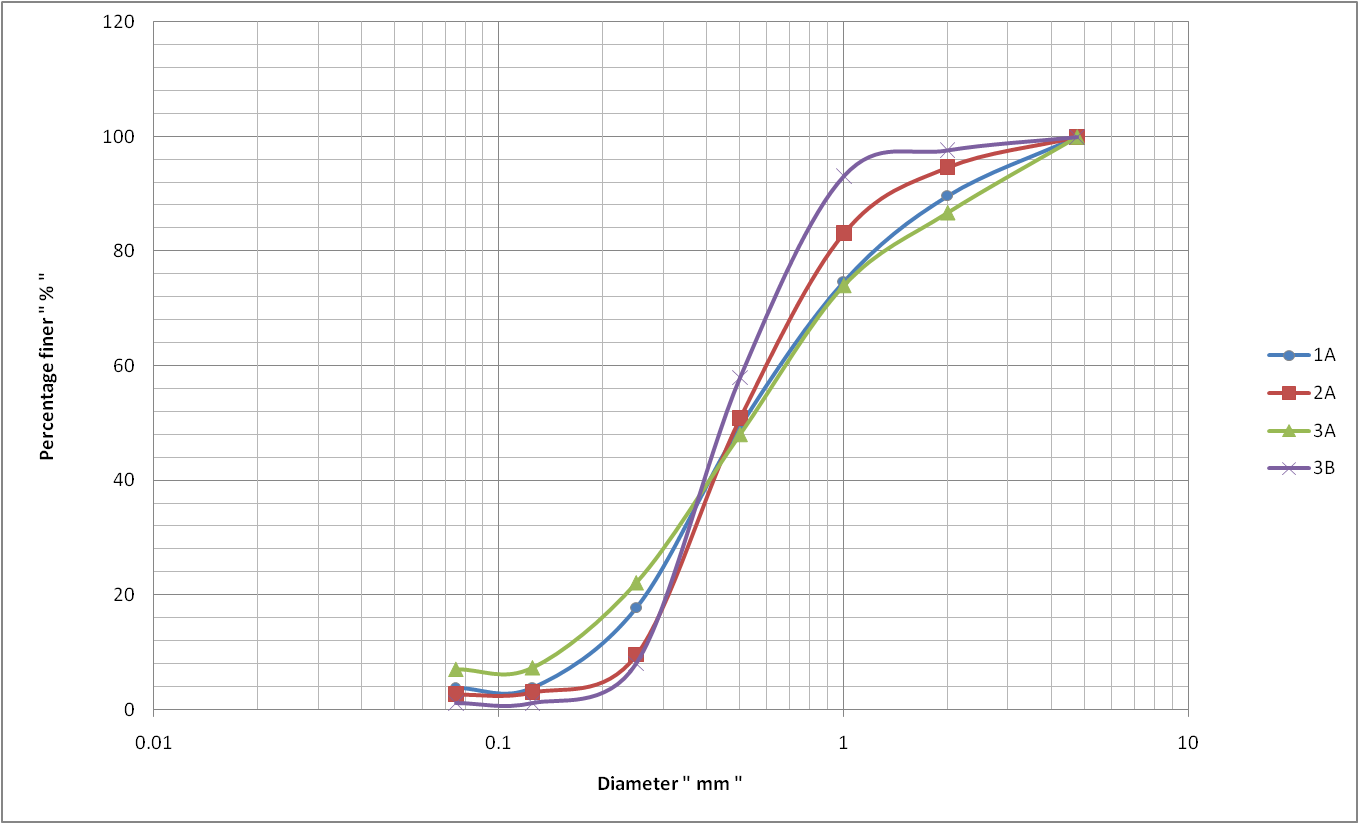 120
100
80
60
40
20
0
0.01 0.1 1 10
Percentage finer " % "
Diameter " mm "
1A
2A
3A
3B